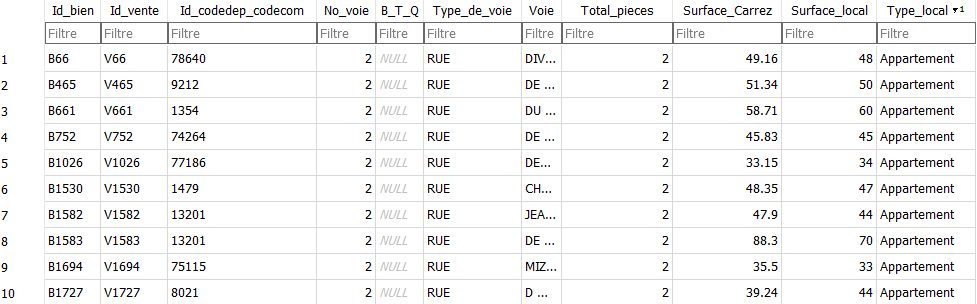 Id_bien Id_vente Id_codedep_codecom No_voie B_T_Q Type_de_voie Voie Total_pieces Surface_Carrez Surface_local Type_local ▼1
Filtre Filtre Filtre Filtre Filtre Filtre Filtre Filtre Filtre Filtre Filtre
1 B66 V66 78640 2 NULL RUE DIV... 2 49.16 48 Appartement
2 B465 V465 9212 2 NULL RUE DE ... 2 51.34 50 Appartement
3 B661 V661 1354 2 NULL RUE DU ... 2 58.71 60 Appartement
4 B752 V752 74264 2 NULL RUE DE ... 2 45.83 45 Appartement
5 B1026 V1026 77186 2 NULL RUE DE... 2 33.15 34 Appartement
6 B1530 V1530 1479 2 NULL RUE CH... 2 48.35 47 Appartement
7 B1582 V1582 13201 2 NULL RUE JEA... 2 47.9 44 Appartement
8 B1583 V1583 13201 2 NULL RUE DE ... 2 88.3 70 Appartement
9 B1694 V1694 75115 2 NULL RUE MIZ... 2 35.5 33 Appartement
10 B1727 V1727 8021 2 NULL RUE D ... 2 39.24 44 Appartement